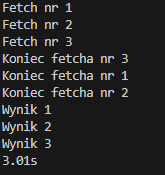 Fetch nr 1
Fetch nr 2
Fetch nr 3
Koniec fetcha nr 3
Koniec fetcha nr 1
Koniec fetcha nr 2
Wynik 1
Wynik 2
Wynik 3
3.01s